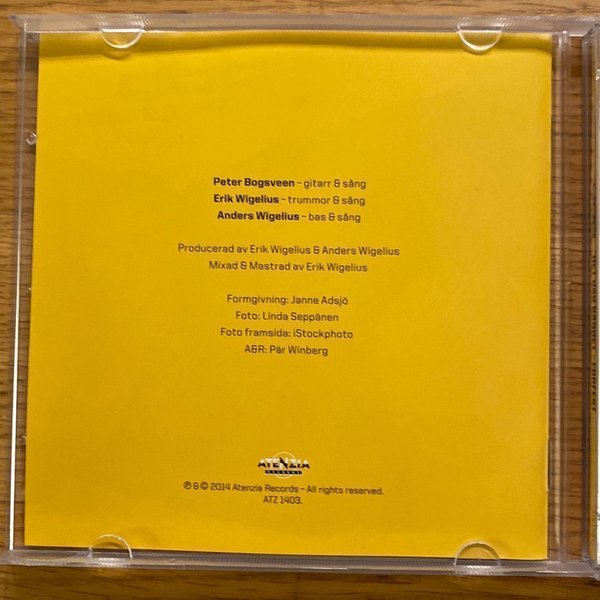 Peter Bogsveen – gitarr & sång
Erik Wigelius – trummor & sång
Anders Wigelius – bas & sång
Producerad av Erik Wigelius & Anders Wigelius
Mixad & Mastrad av Erik Wigelius
Formgivning: Janne Adsjö
Foto: Linda Seppänen
Foto framsida: iStockphoto
A&R: Pär Winberg
ATENZIA
RECORDS
℗ & © 2014 Atenzia Records – All rights reserved.
ATZ 1403.